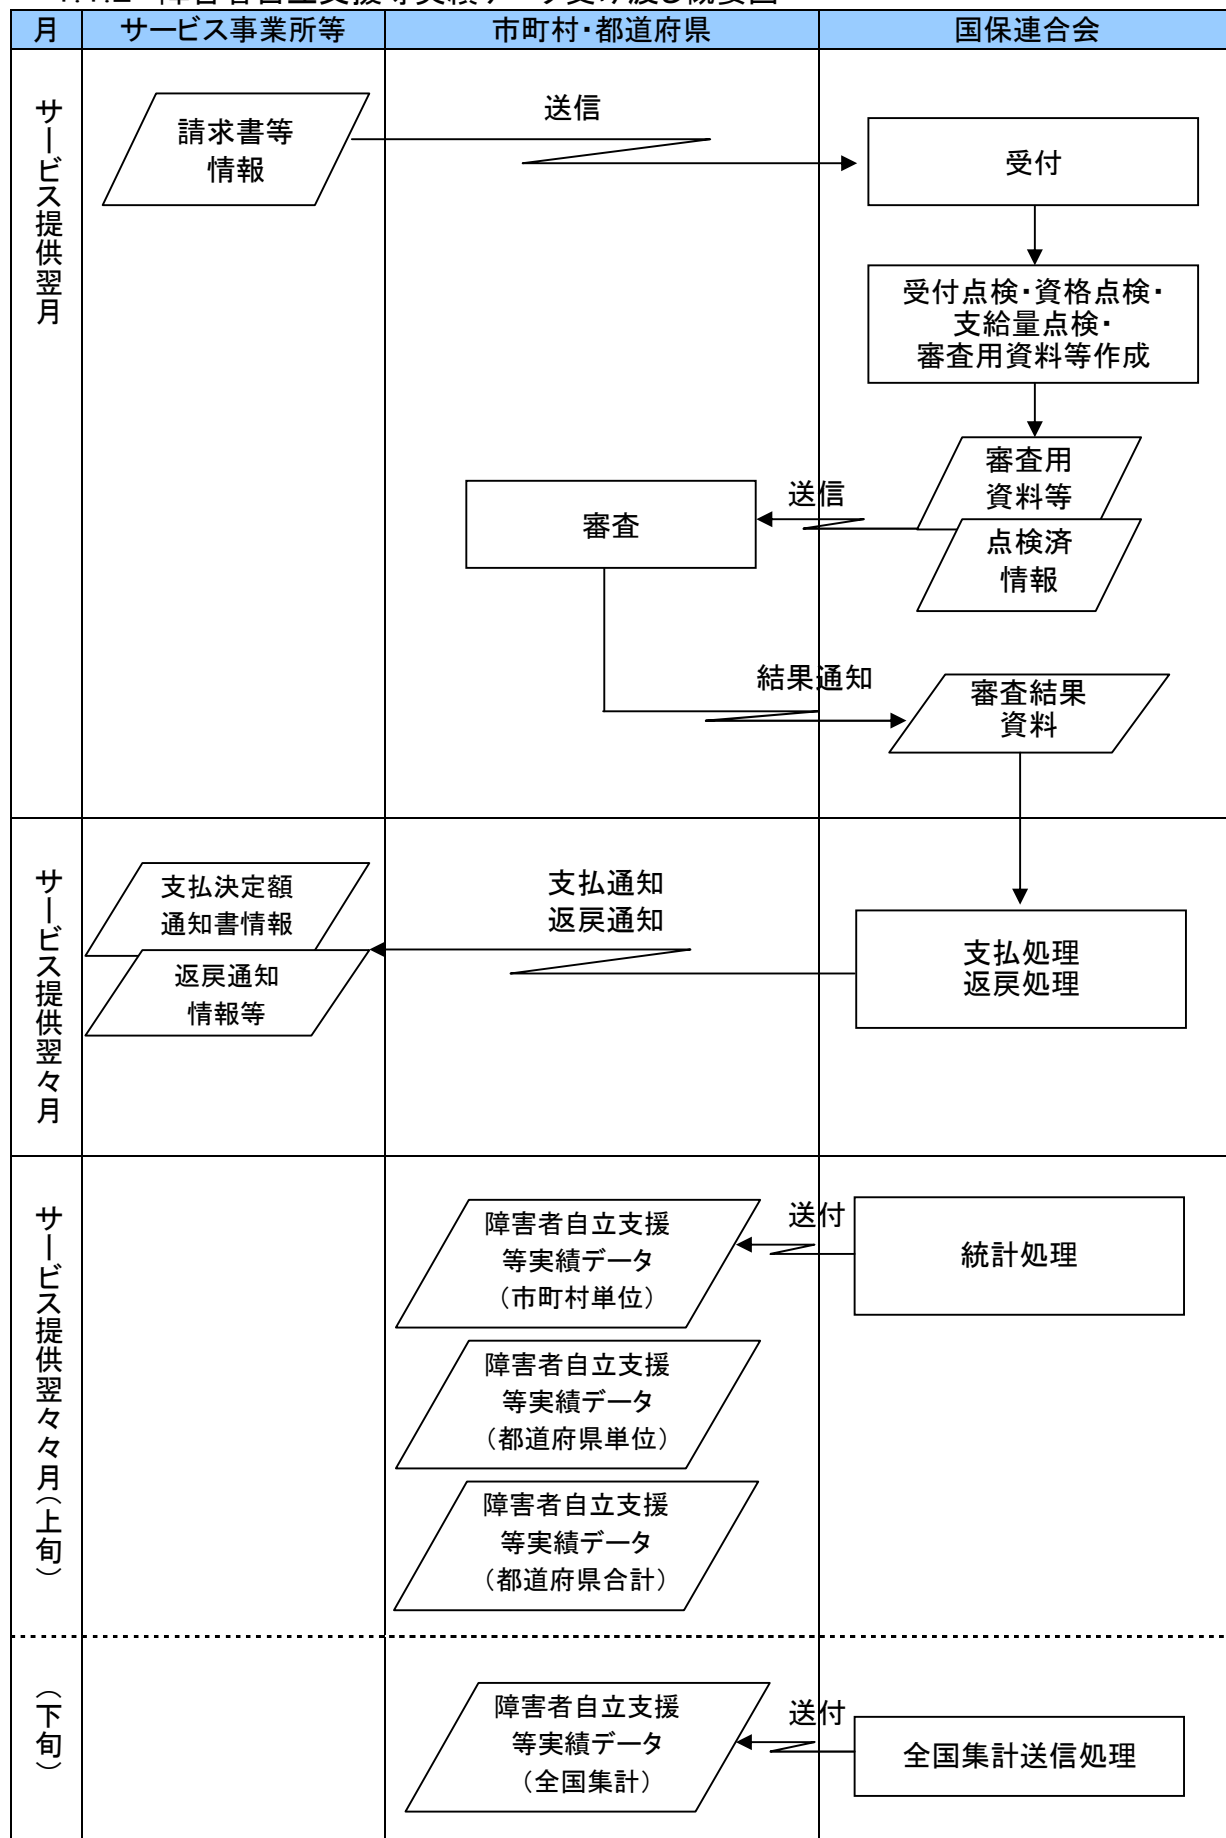 月
サービス事業所等
市町村・都道府県
国保連合会
サービス提供翌月
請求書等
情報
送信
受付
受付点検・資格点検・
支給量点検・
審査用資料等作成
審査用
資料等
送信
審査
点検済
情報
結果通知
審査結果
資料
サービス提供翌々月
支払決定額
通知書情報
返戻通知
情報等
支払通知
返戻通知
支払処理
返戻処理
サービス提供翌々々月（上旬）
障害者自立支援
等実績データ
（市町村単位）
送付
統計処理
障害者自立支援
等実績データ
（都道府県単位）
障害者自立支援
等実績データ
（都道府県合計）
（下旬）
障害者自立支援
等実績データ
（全国集計）
送付
全国集計送信処理